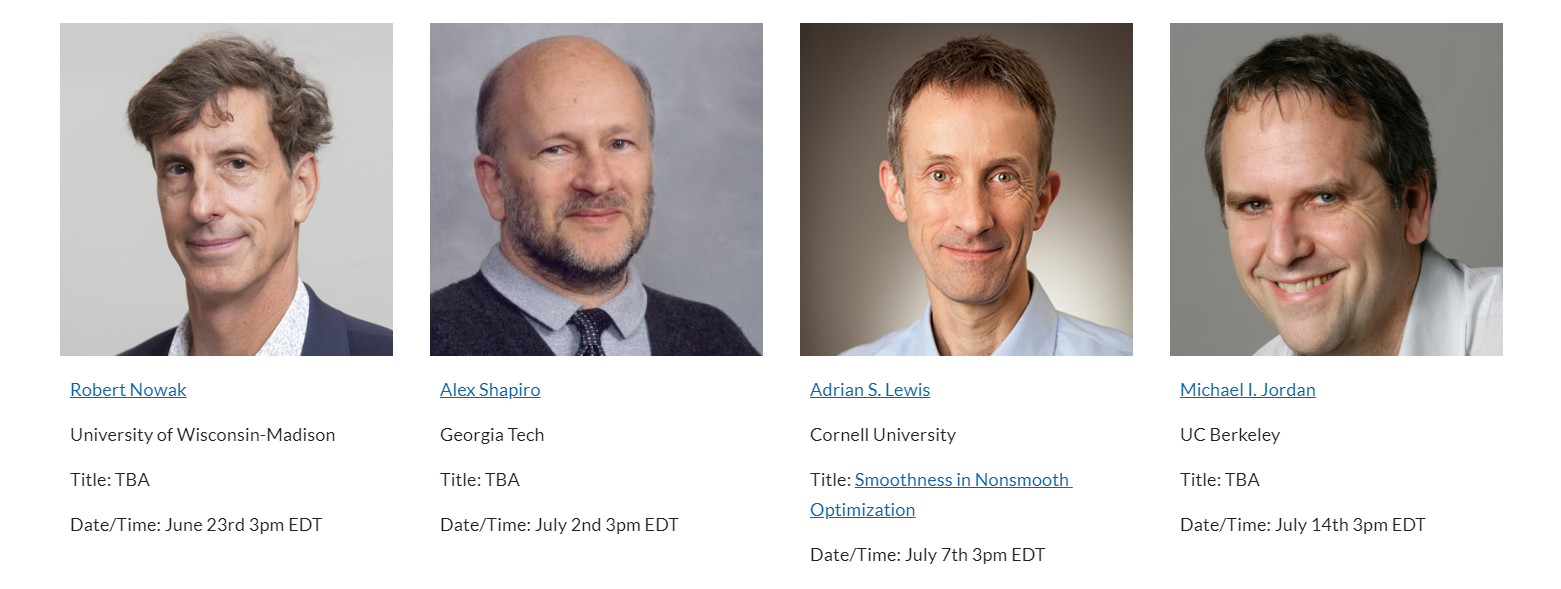 Robert Nowak
University of Wisconsin-Madison
Title: TBA
Date/Time: June 23rd 3pm EDT
Alex Shapiro
Georgia Tech
Title: TBA
Date/Time: July 2nd 3pm EDT
Adrian S. Lewis
Cornell University
Title: Smoothness in Nonsmooth
Optimization
Date/Time: July 7th 3pm EDT
Michael I. Jordan
UC Berkeley
Title: TBA
Date/Time: July 14th 3pm EDT